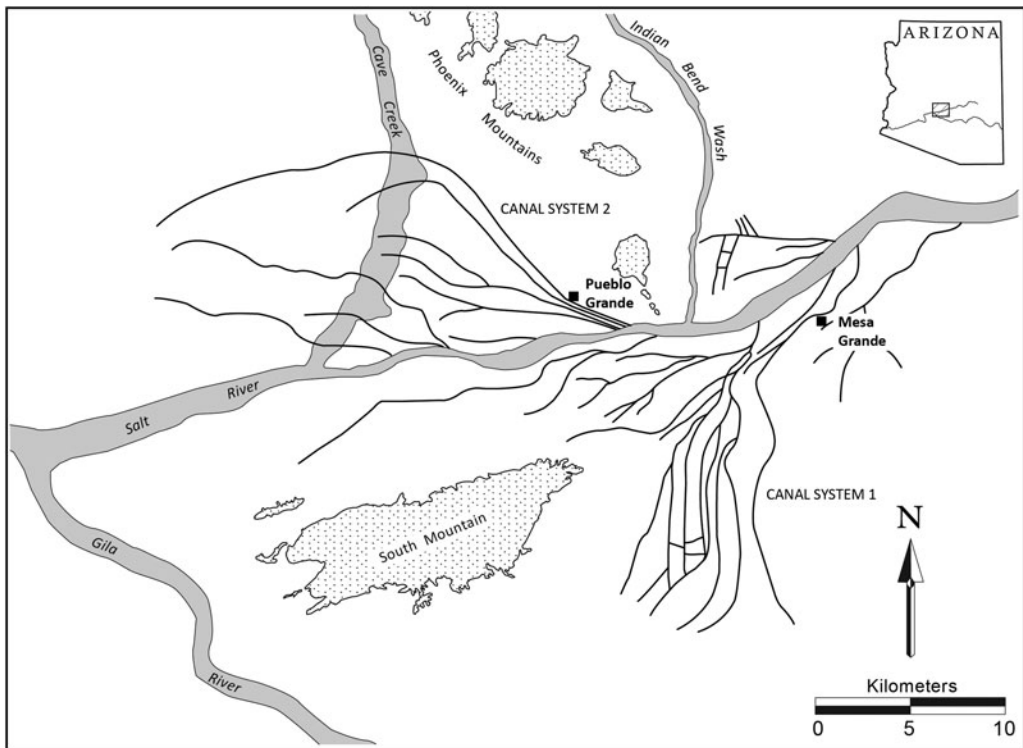 ARIZONA
Indian Bend Wash
Cave Creek
Phoenix Mountains
CANAL SYSTEM 2
Pueblo
Grande
Mesa
Grande
Salt River
South Mountain
CANAL SYSTEM 1
Gila River
N
Kilometers
0 5 10